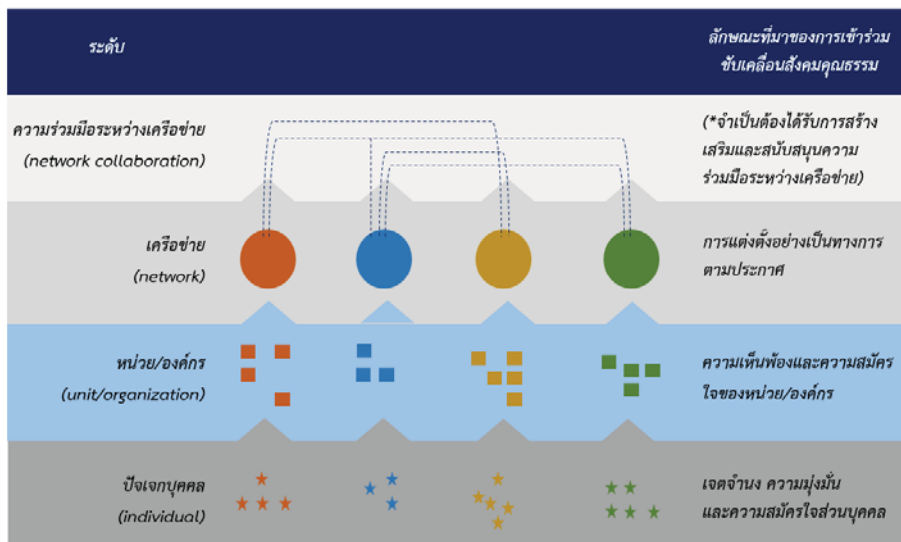 ระดับ
ลักษณะที่มาของการเข้าร่วม
ขับเคลื่อนสังคมคุณธรรม
ความร่วมมือระหว่างเครือข่าย
(network collaboration)
(*จำเป็นต้องได้รับการสร้าง
เสริมและสนับสนุนความ
ร่วมมือระหว่างเครือข่าย)
เครือข่าย
(network)
การแต่งตั้งอย่างเป็นทางการ
ตามประกาศ
หน่วย/องค์กร
(unit/organization)
ความเห็นพ้องและความสมัคร
ใจของหน่วย/องค์กร
ปัจเจกบุคคล
(individual)
เจตจำนง ความมุ่งมั่น
และความสมัครใจส่วนบุคคล